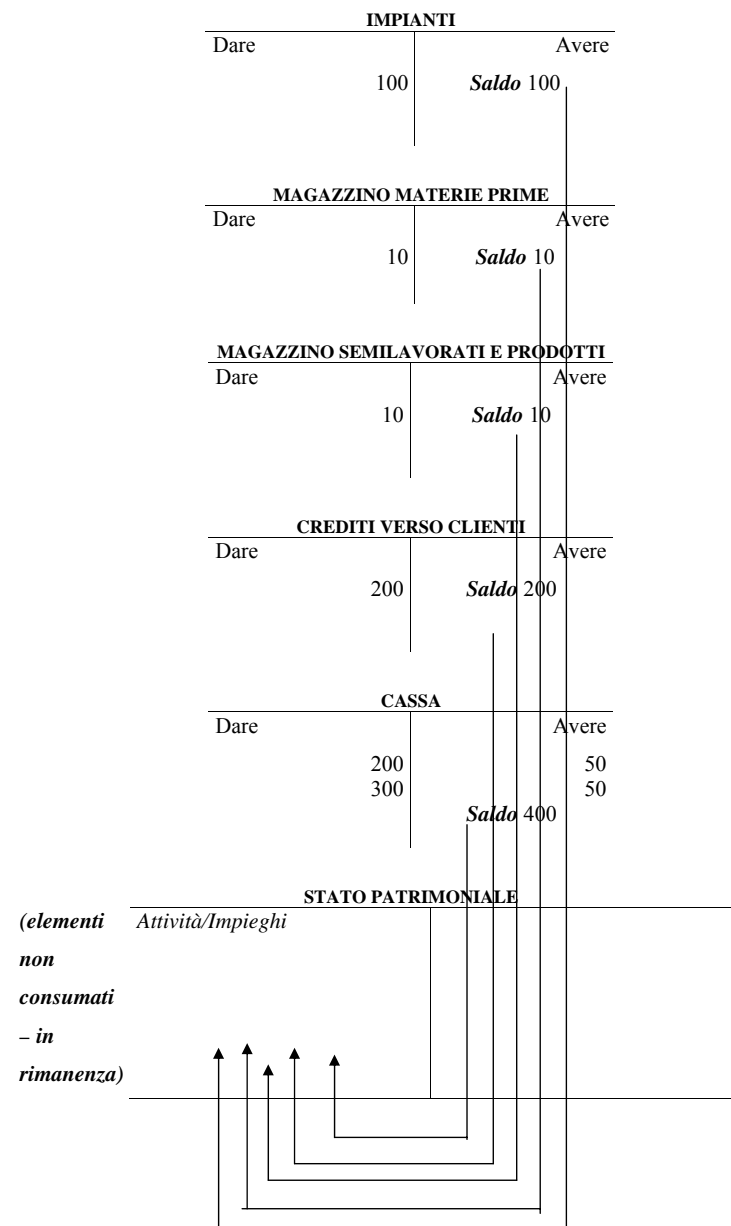 IMPIANTI
Dare Avere
100 Saldo 100
MAGAZZINO MATERIE PRIME
Dare Avere
10 Saldo 10
MAGAZZINO SEMILAVORATI E PRODOTTI
Dare Avere
10 Saldo 10
CREDITI VERSO CLIENTI
Dare Avere
200 Saldo 200
CASSA
Dare Avere
200 50
300 50
Saldo 400
STATO PATRIMONIALE
(elementi Attività/Impieghi
non
consumati
– in
rimanenza)